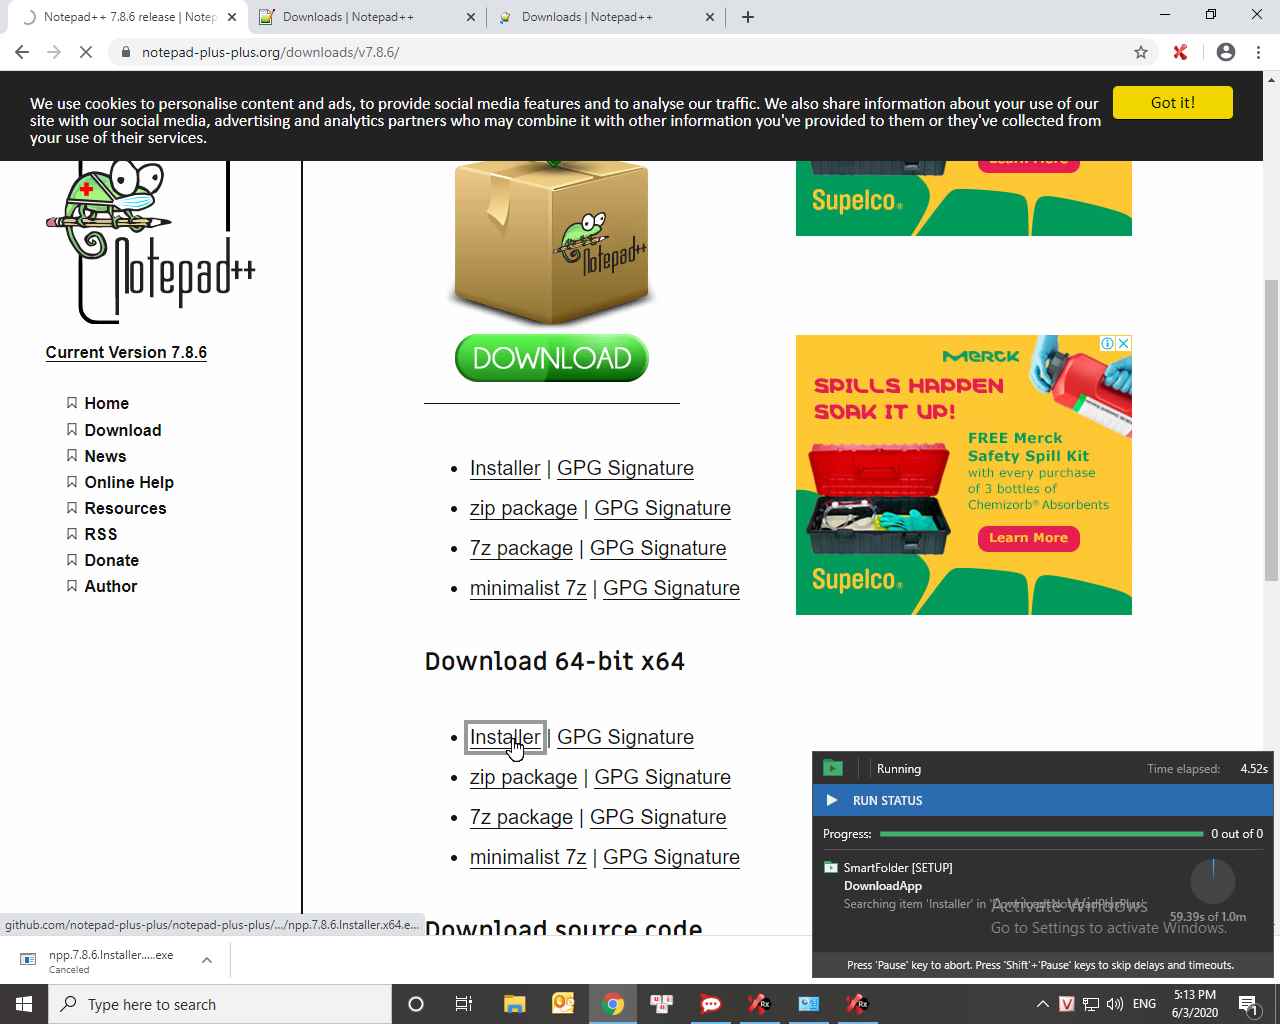 Notepad++ 7.8.6 release | Notep
Downloads | Notepad++
Downloads | Notepad++
notepad-plus-plus.org/downloads/v7.8.6/
We use cookies to personalise content and ads, to provide social media features and to analyse our traffic. We also share information about your use of our
site with our social media, advertising and analytics partners who may combine it with other information you've provided to them or they've collected from
your use of their services.
Got it!
Notepad++
Current Version 7.8.6
Home
Download
News
Online Help
Resources
RSS
Donate
Author
Notepad++
DOWNLOAD
Installer | GPG Signature
zip package | GPG Signature
7z package | GPG Signature
minimalist 7z | GPG Signature
Download 64-bit x64
Installer | GPG Signature
zip package | GPG Signature
7z package | GPG Signature
minimalist 7z | GPG Signature
Download source code
Learn More
Supelco®
MERCK
SPILLS HAPPEN
SOAK IT UP!
FREE Merck
Safety Spill Kit
with every purchase
of 3 bottles of
Chemizorb® Absorbents
Learn More
Supelco®
Running
Time elapsed: 4.52s
RUN STATUS
Progress: 0 out of 0
SmartFolder [SETUP]
DownloadApp
Searching item 'Installer' in 'DownloadsNotepadPlusPlus'
59.39s of 1.0m
Activate Windows
Go to Settings to activate Windows.
Press 'Pause' key to abort. Press 'Shift'+'Pause' keys to skip delays and timeouts.
github.com/notepad-plus-plus/notepad-plus-plus/.../npp.7.8.6.Installer.x64.e...
npp.7.8.6.Installer.....exe
Canceled
Type here to search
ENG
5:13 PM
6/3/2020
1